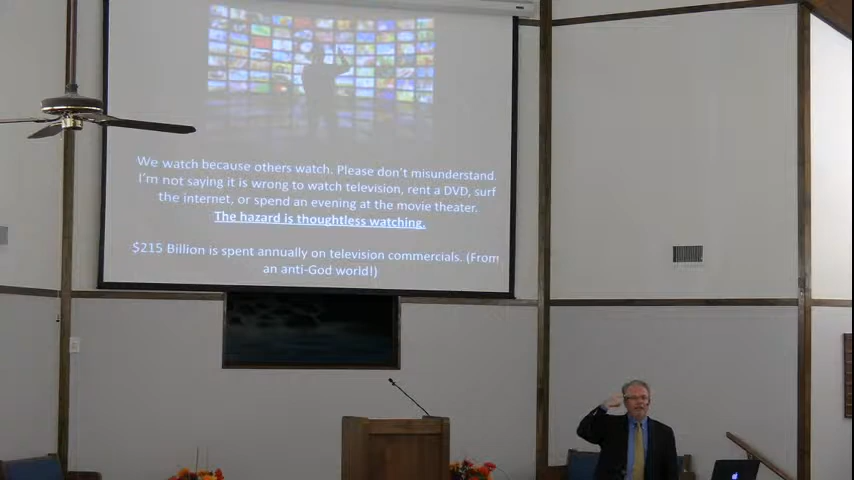 We watch because others watch. Please don't misunderstand.
I'm not saying it is wrong to watch television, rent a DVD, surf
the internet, or spend an evening at the movie theater.
The hazard is thoughtless watching.
$215 Billion is spent annually on television commercials. (From
an anti-God world!)